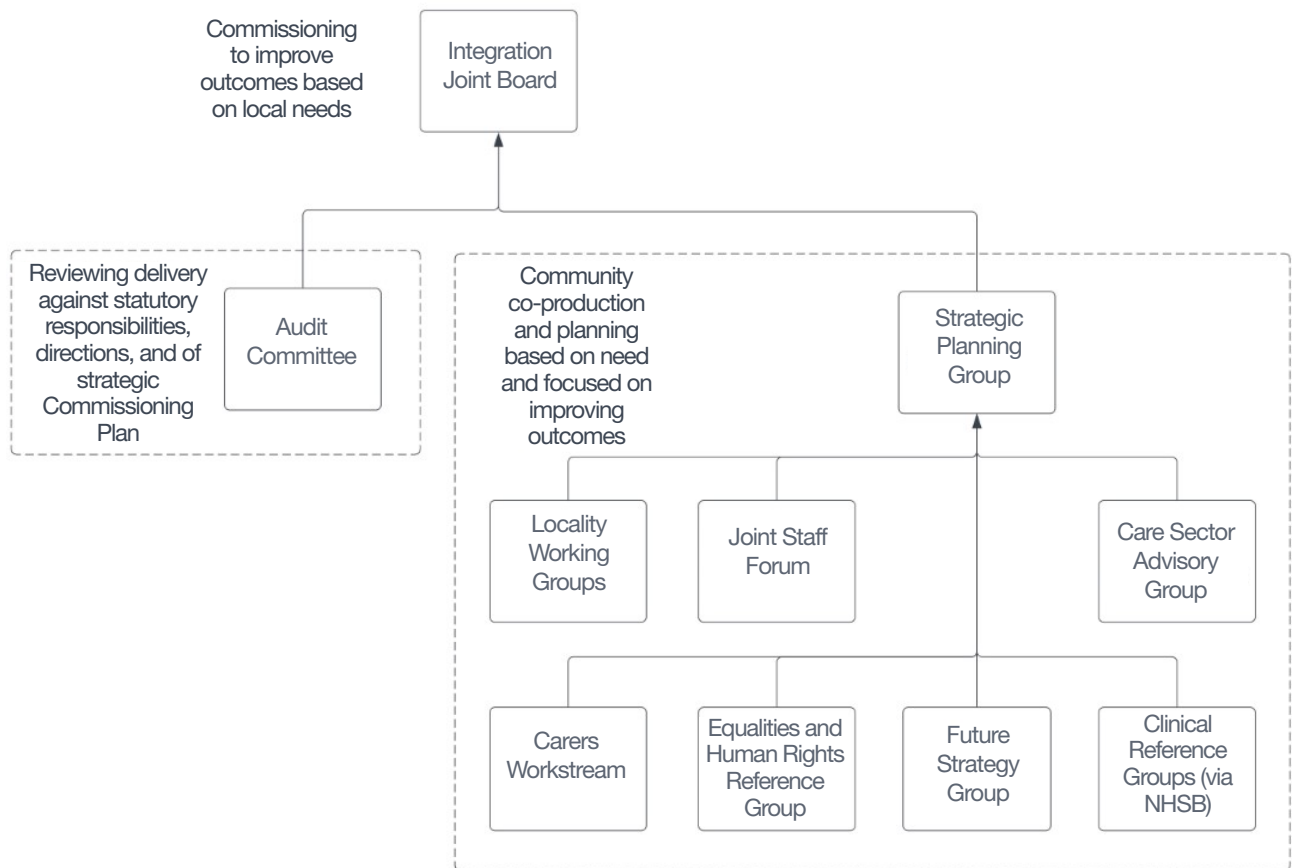 Commissioning
to improve
outcomes based
on local needs
Integration
Joint Board
Reviewing delivery
against statutory
responsibilities,
directions, and of
strategic
Commissioning
Plan
Audit
Committee
Community
co-production
and planning
based on need
and focused on
improving
outcomes
Strategic
Planning
Group
Locality
Working
Groups
Joint Staff
Forum
Care Sector
Advisory
Group
Carers
Workstream
Equalities and
Human Rights
Reference
Group
Future
Strategy
Group
Clinical
Reference
Groups (via
NHSB)